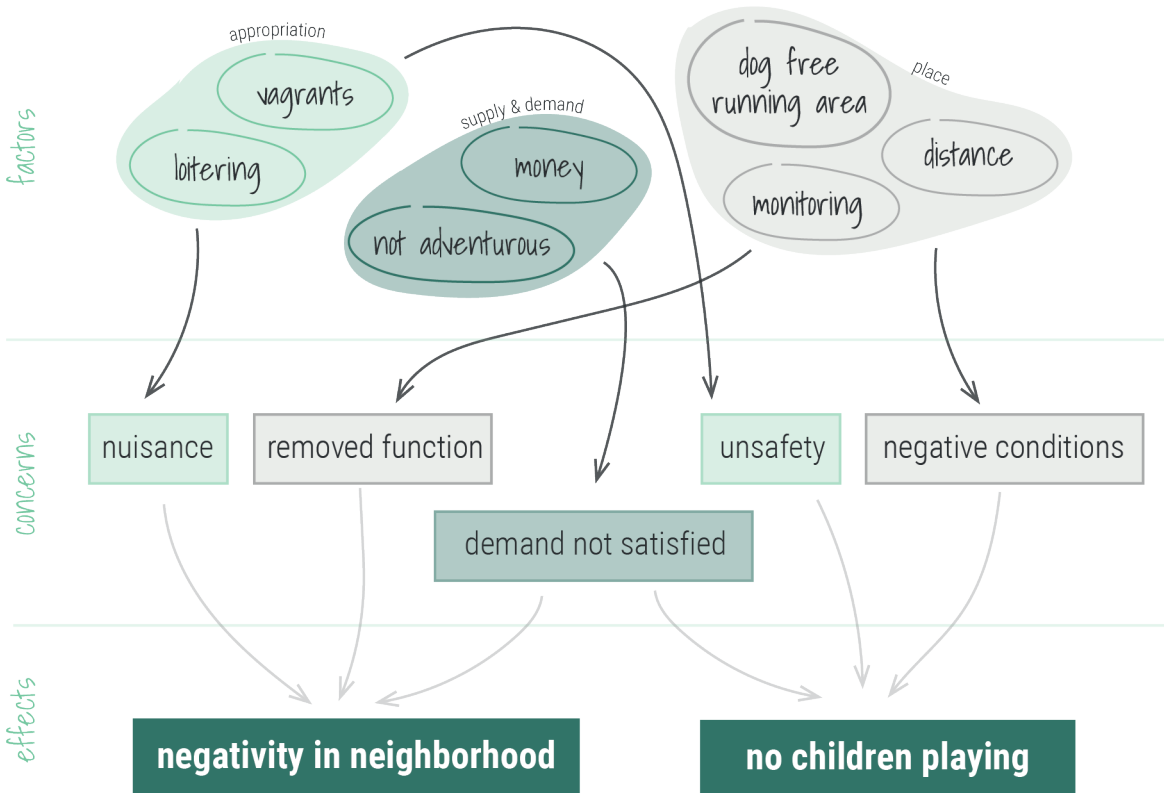 factors
appropriation
vagrants
loitering
supply & demand
money
not adventurous
place
dog free
running area
distance
monitoring
concerns
nuisance
removed function
demand not satisfied
unsafety
negative conditions
effects
negativity in neighborhood
no children playing